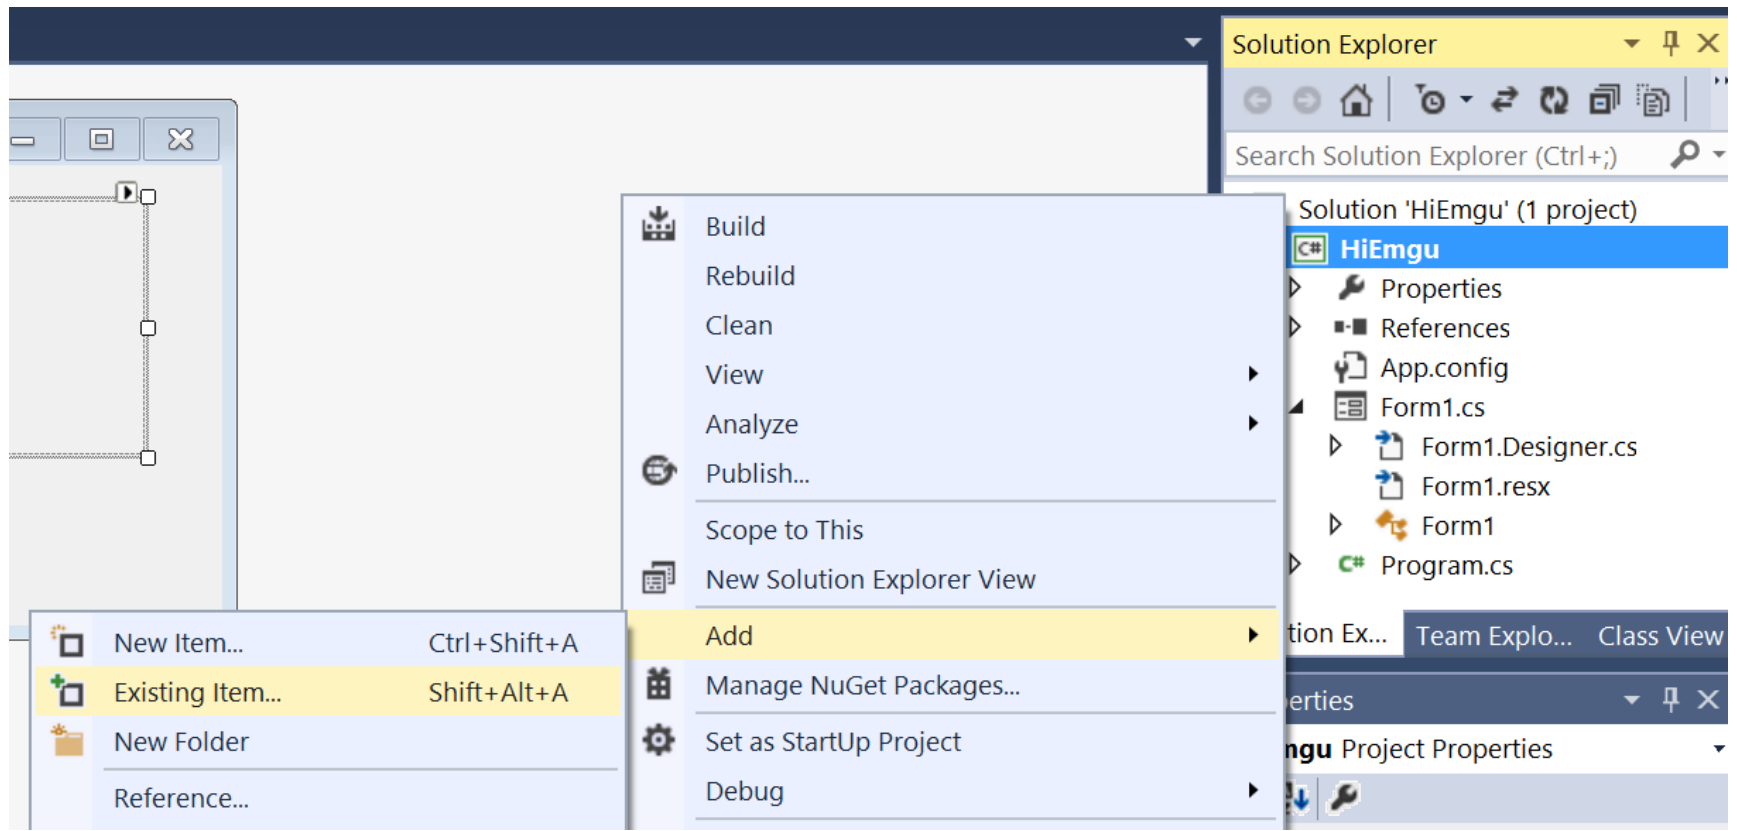 Solution Explorer
Search Solution Explorer (Ctrl+;)
Solution 'HiEmgu' (1 project)
C# HiEmgu
Properties
References
App.config
Form1.cs
Form1.Designer.cs
Form1.resx
Form1
C# Program.cs
tion Ex...
Team Explo...
Class View
erties
mgu Project Properties
Build
Rebuild
Clean
View
Analyze
Publish...
Scope to This
New Solution Explorer View
Add
Manage NuGet Packages...
Set as StartUp Project
Debug
New Item... Ctrl+Shift+A
Existing Item... Shift+Alt+A
New Folder
Reference...